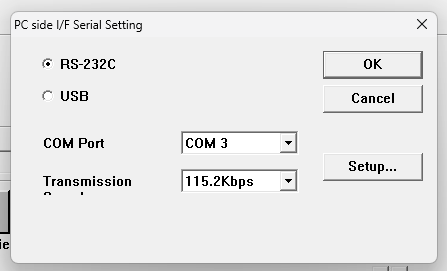 PC side I/F Serial Setting
RS-232C
OK
USB
Cancel
COM Port
COM 3
Setup...
Transmission
115.2Kbps